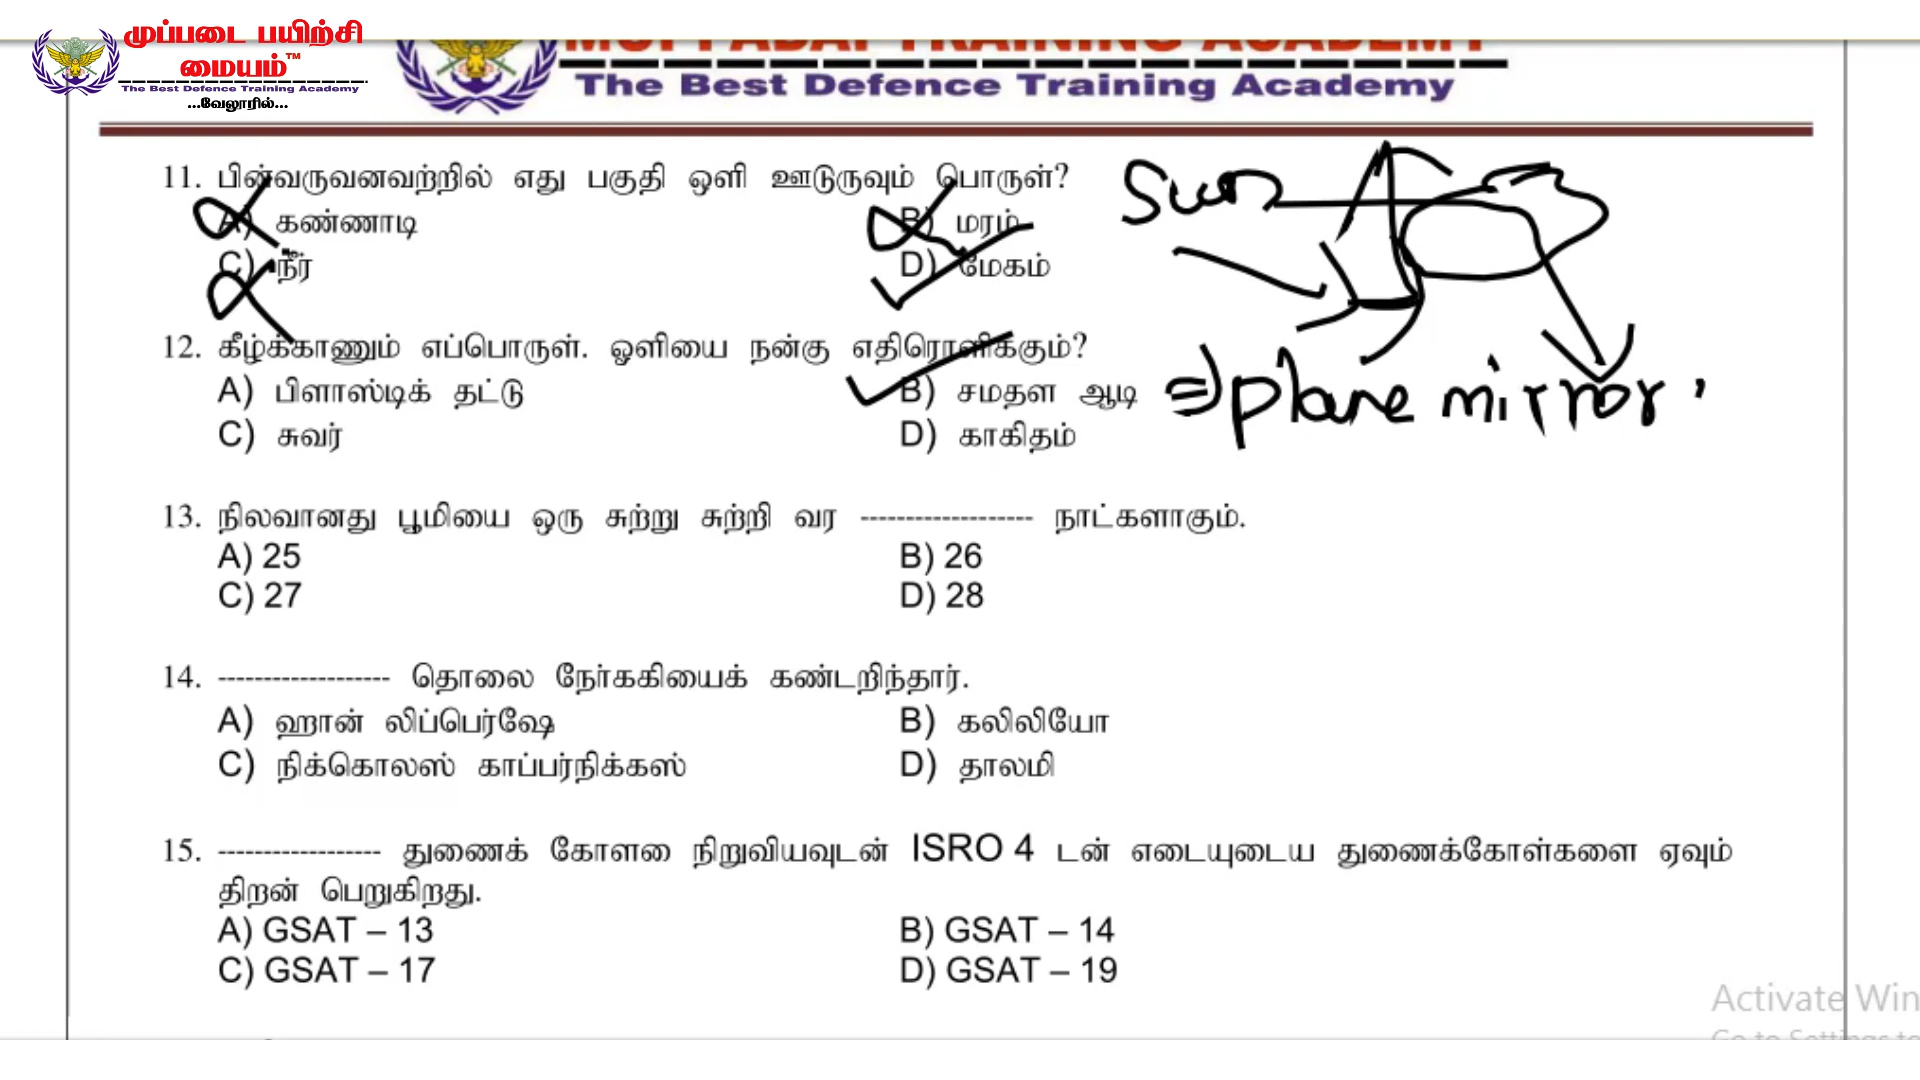 முப்படை பயிற்சி
மையம்™
The Best Defence Training Academy
...வேலூரில்...
The Best Defence Training Academy
11. பின்வருவனவற்றில் எது பகுதி ஒளி ஊடுருவும் பொருள்?
A) கண்ணாடி B) மரம்
C) நீர் D) மேகம்
Sun
12. கீழ்க்காணும் எப்பொருள். ஓளியை நன்கு எதிரொளிக்கும்?
A) பிளாஸ்டிக் தட்டு B) சமதள ஆடி
⇒ plane mirror
C) சுவர் D) காகிதம்
13. நிலவானது பூமியை ஒரு சுற்று சுற்றி வர ------------------- நாட்களாகும்.
A) 25 B) 26
C) 27 D) 28
14. ------------------- தொலை நேர்ககியைக் கண்டறிந்தார்.
A) ஹான் லிப்பெர்ஷே B) கலிலியோ
C) நிக்கொலஸ் காப்பர்நிக்கஸ் D) தாலமி
15. ------------------ துணைக் கோளை நிறுவியவுடன் ISRO 4 டன் எடையுடைய துணைக்கோள்களை ஏவும்
திறன் பெறுகிறது.
A) GSAT – 13 B) GSAT – 14
C) GSAT – 17 D) GSAT – 19
Activate Win